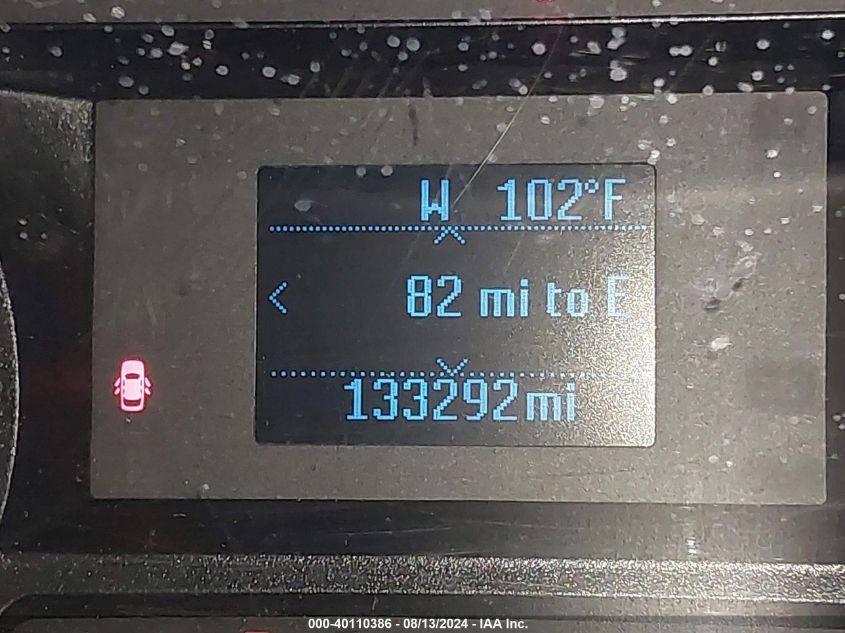 W 102°F
82 mi to E
133292mi
000-40110386 - 08/13/2024 - IAA Inc.